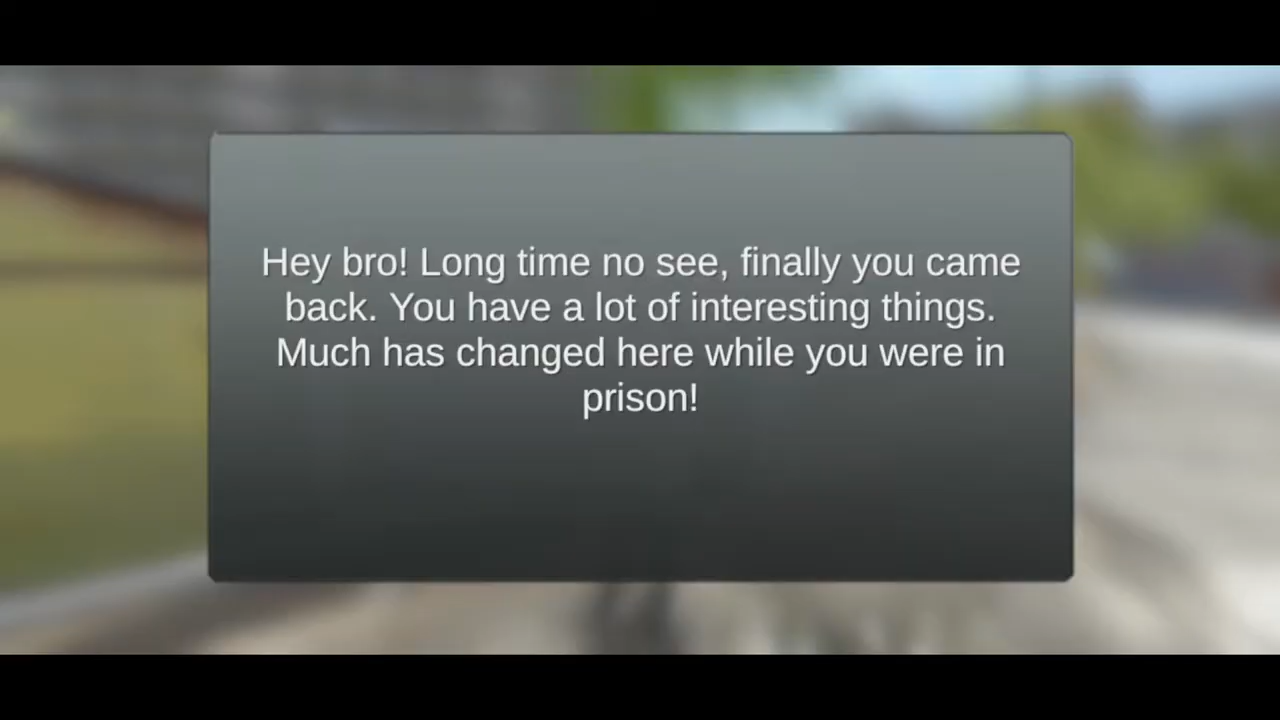 Hey bro! Long time no see, finally you came
back. You have a lot of interesting things.
Much has changed here while you were in
prison!